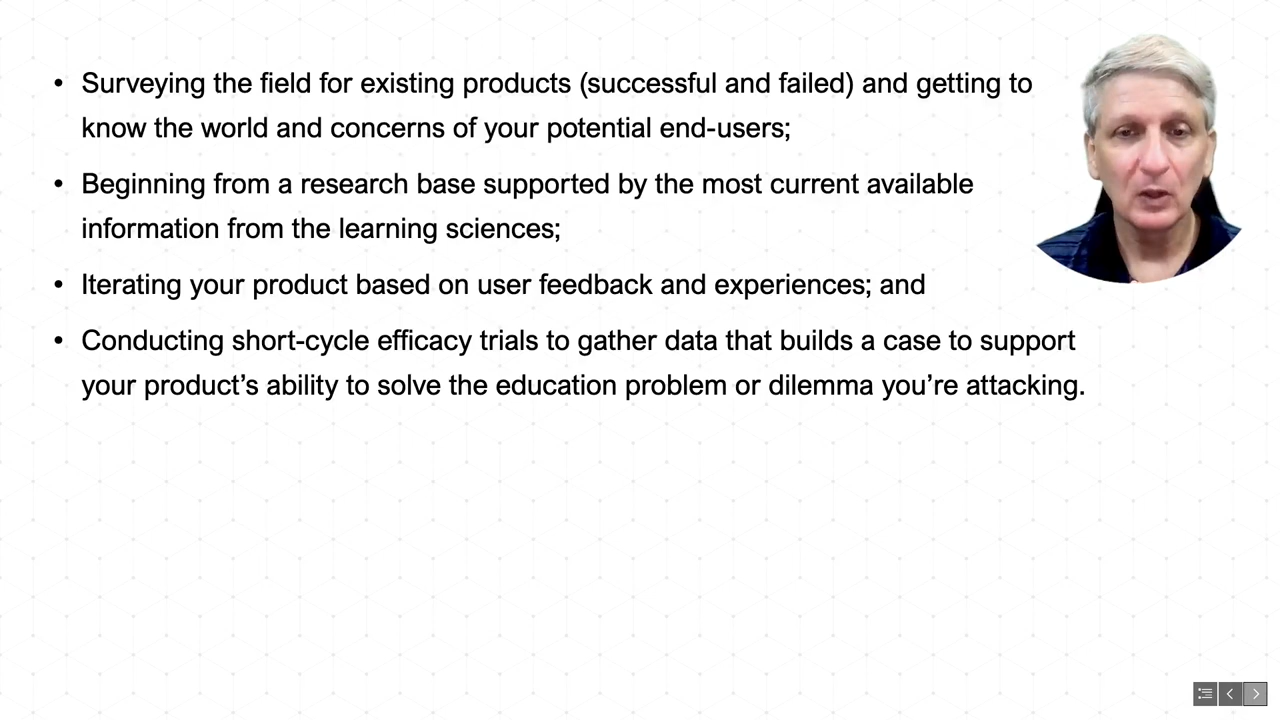 • Surveying the field for existing products (successful and failed) and getting to
know the world and concerns of your potential end-users;
• Beginning from a research base supported by the most current available
information from the learning sciences;
• Iterating your product based on user feedback and experiences; and
• Conducting short-cycle efficacy trials to gather data that builds a case to support
your product’s ability to solve the education problem or dilemma you’re attacking.